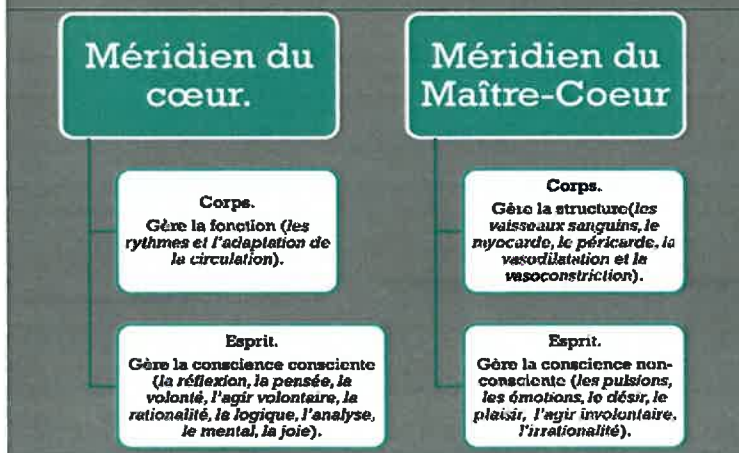 Méridien du
cœur.
Corps.
Gère la fonction (les
rythmes et l'adaptation de
la circulation).
Esprit.
Gère la conscience consciente
(la réflexion, la pensée, la
volonté, l'agir volontaire, la
rationalité, la logique, l'analyse,
le mental, la joie).
Méridien du
Maître-Coeur
Corps.
Gère la structure(les
vaisseaux sanguins, le
myocarde, le péricarde, la
vasodilatation et la
vasoconstriction).
Esprit.
Gère la conscience non-
consciente (les pulsions,
les émotions, le désir, le
plaisir, l'agir involontaire,
l'irrationalité).